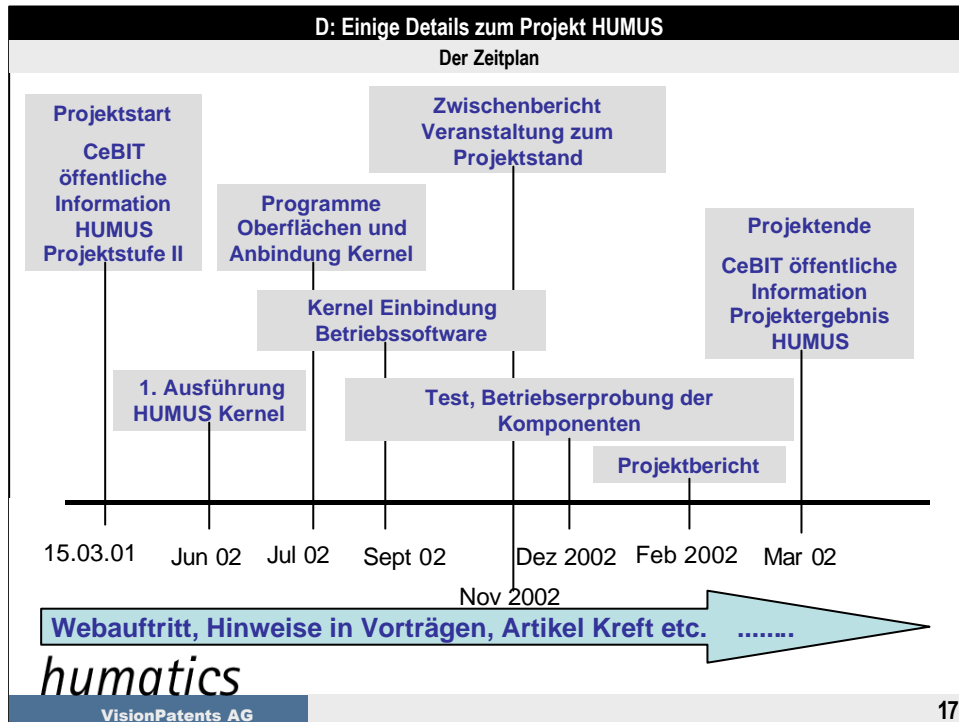 D: Einige Details zum Projekt HUMUS
Der Zeitplan
Projektstart
CeBIT
öffentliche
Information
HUMUS
Projektstufe II
Programme
Oberflächen und
Anbindung Kernel
Zwischenbericht
Veranstaltung zum
Projektstand
Projektende
CeBIT öffentliche
Information
Projektergebnis
HUMUS
Kernel Einbindung
Betriebssoftware
1. Ausführung
HUMUS Kernel
Test, Betriebserprobung der
Komponenten
Projektbericht
15.03.01
Jun 02
Jul 02
Sept 02
Nov 2002
Dez 2002
Feb 2002
Mar 02
Webauftritt, Hinweise in Vorträgen, Artikel Kreft etc. ........
humatics
VisionPatents AG
17